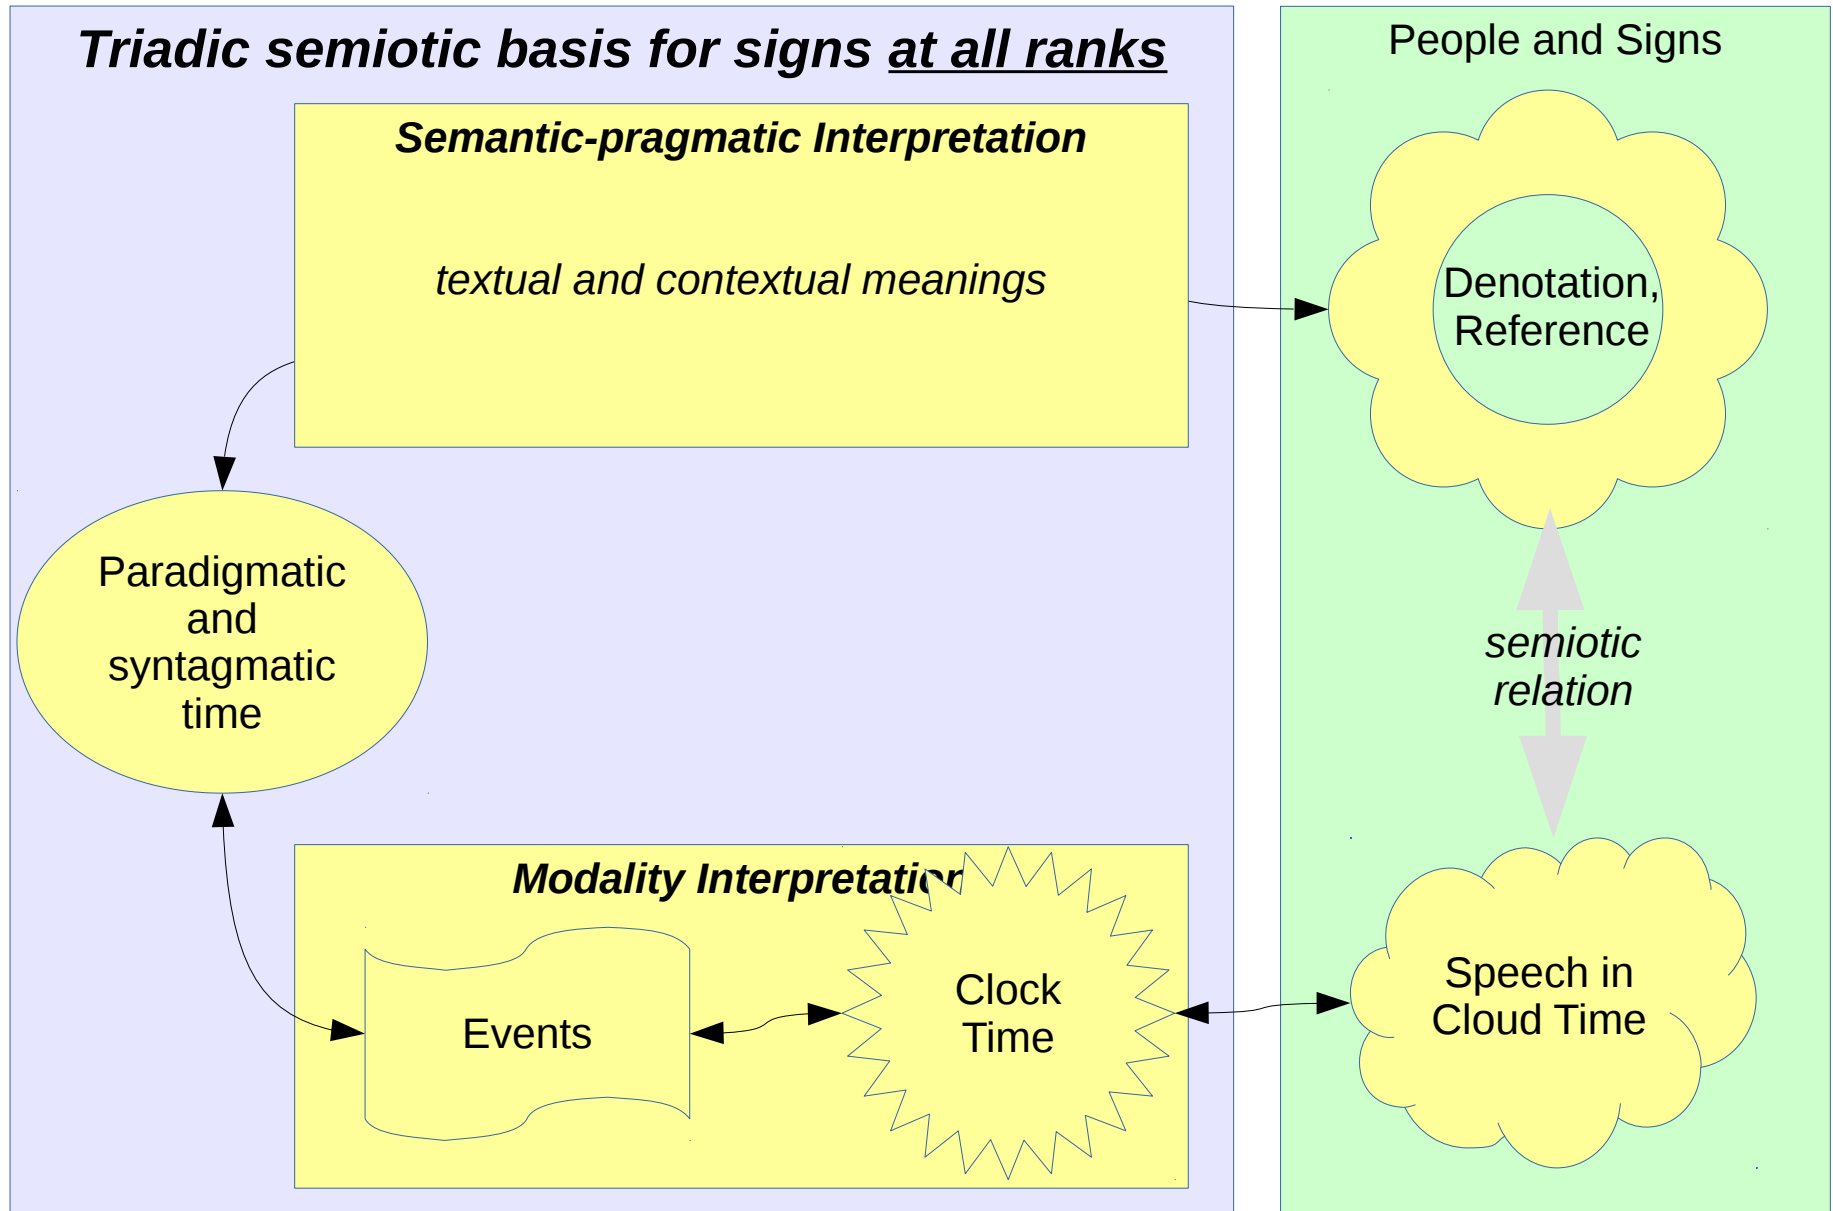 Triadic semiotic basis for signs at all ranks
Semantic-pragmatic Interpretation
textual and contextual meanings
Paradigmatic
and
syntagmatic
time
Modality Interpretation
Events
Clock
Time
People and Signs
Denotation,
Reference
semiotic
relation
Speech in
Cloud Time